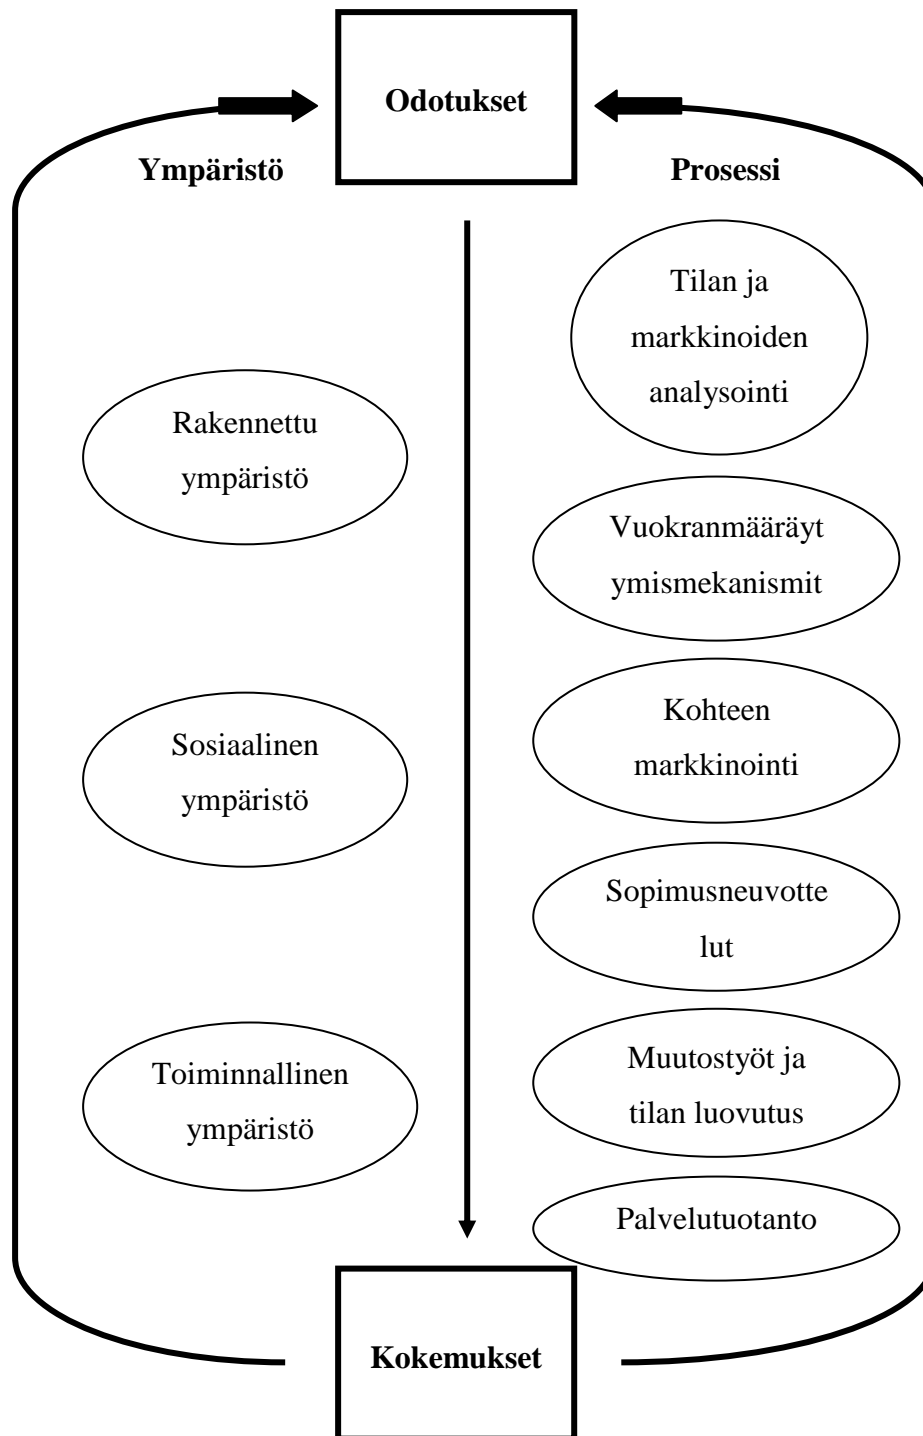 Odotukset
Ympäristö
Prosessi
Tilan ja
markkinoiden
analysointi
Rakennettu
ympäristö
Vuokranmääräyt
ymismekanismit
Kohteen
markkinointi
Sosiaalinen
ympäristö
Sopimusneuvotte
lut
Toiminnallinen
ympäristö
Muutostyöt ja
tilan luovutus
Palvelutuotanto
Kokemukset